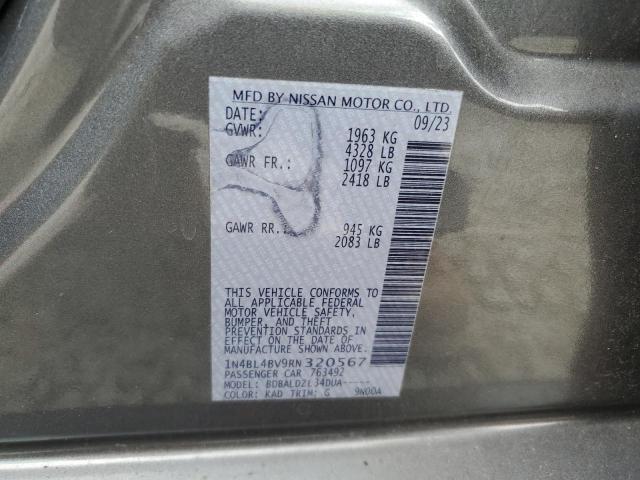 MFD BY NISSAN MOTOR CO., LTD.
DATE: 09/23
GVWR: 1963 KG
4328 LB
GAWR FR.: 1097 KG
2418 LB
GAWR RR.: 945 KG
2083 LB
THIS VEHICLE CONFORMS TO
ALL APPLICABLE FEDERAL
MOTOR VEHICLE SAFETY,
BUMPER, AND THEFT
PREVENTION STANDARDS IN
EFFECT ON THE DATE OF
MANUFACTURE SHOWN ABOVE.
1N4BL4BV9RN320567
PASSENGER CAR 763492
MODEL: BDBALDZL34DUA-----
COLOR: KAD TRIM: G 9N00A